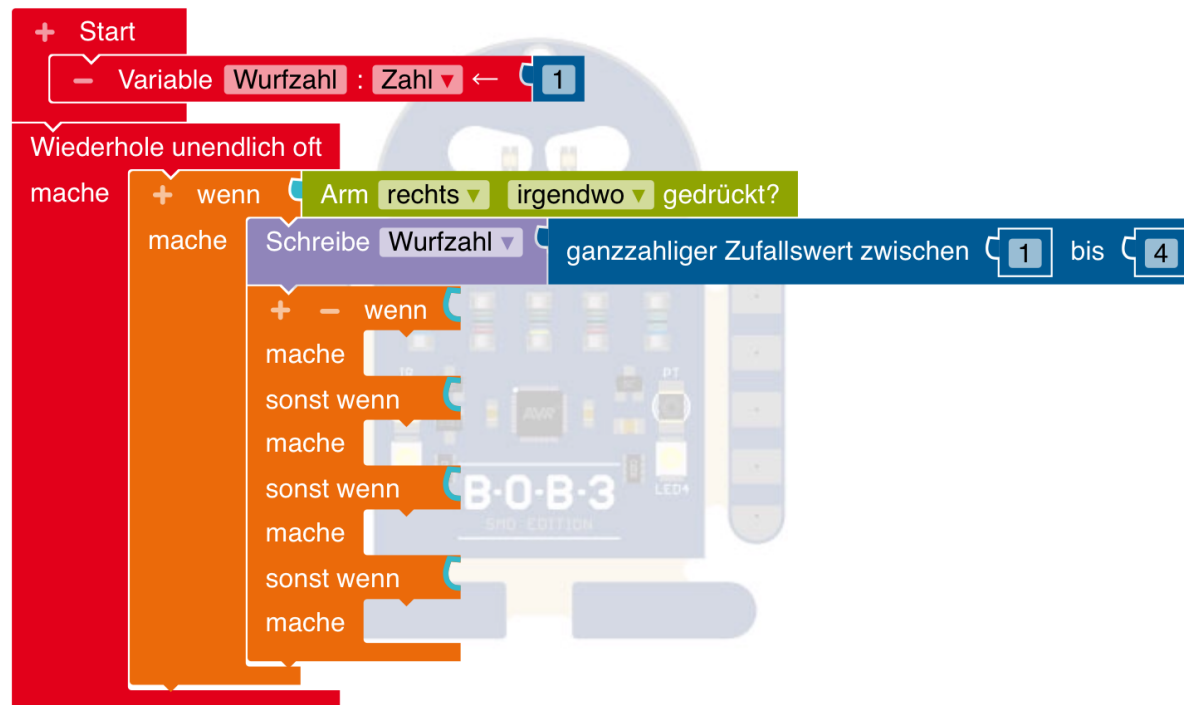 + Start
− Variable Wurfzahl : Zahl ▾ ← 1
Wiederhole unendlich oft
mache + wenn Arm rechts ▾ irgendwo ▾ gedrückt?
mache Schreibe Wurfzahl ▾ ganzzahliger Zufallswert zwischen 1 bis 4
+ − wenn
mache
IR PT
sonst wenn
AVR
mache
sonst wenn B·O·B·3 LED4
SMD EDITION
mache
sonst wenn
mache